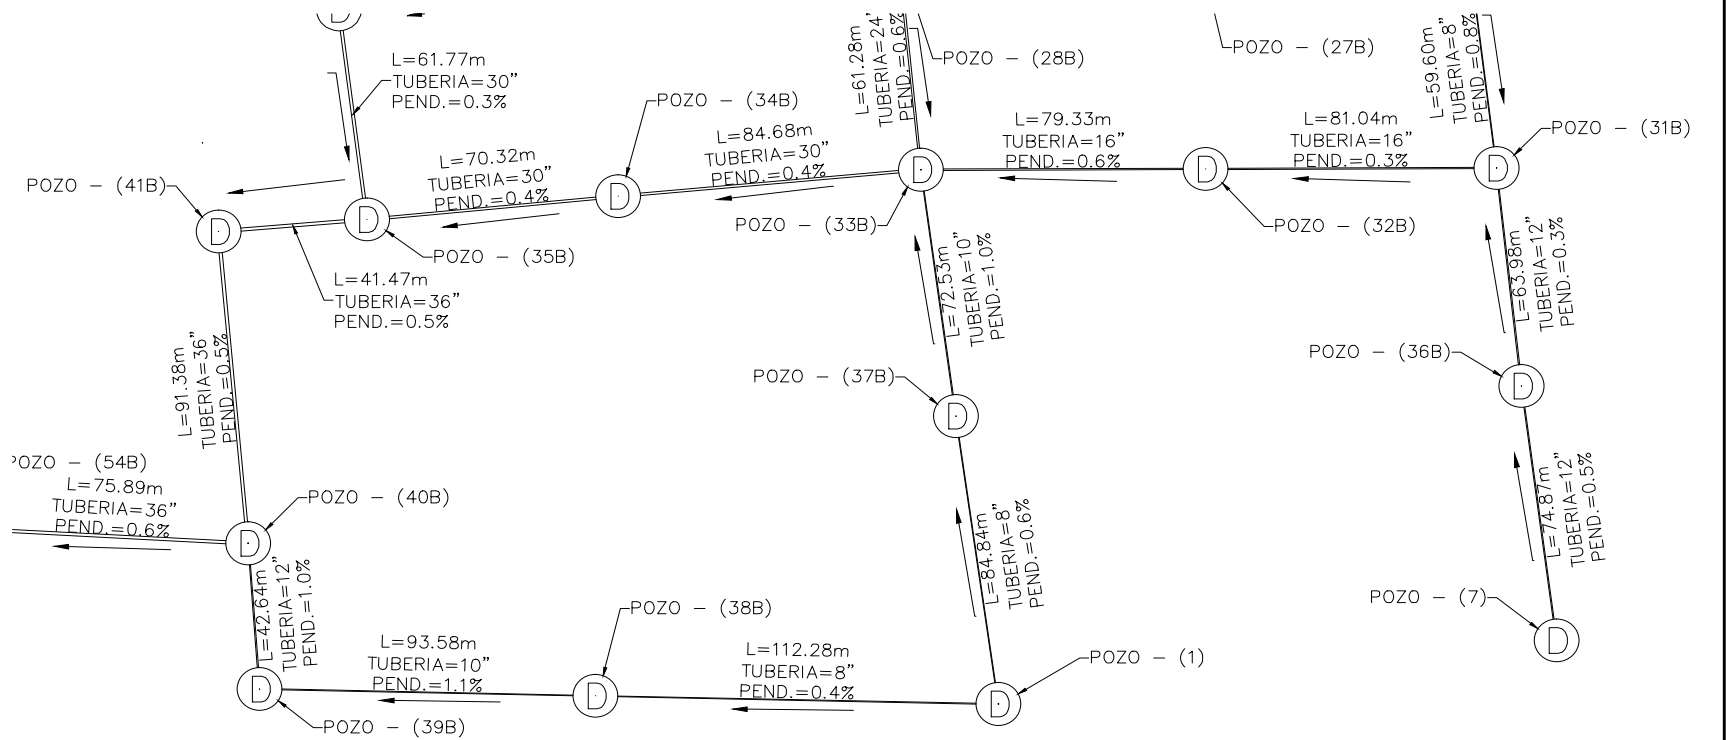 L=61.77m
TUBERIA=30"
PEND.=0.3%
L=61.28m
TUBERIA=24"
PEND.=0.6%
POZO - (28B)
POZO - (27B)
L=59.60m
TUBERIA=8"
PEND.=0.8%
POZO - (34B)
L=84.68m
TUBERIA=30"
PEND.=0.4%
L=79.33m
TUBERIA=16"
PEND.=0.6%
L=81.04m
TUBERIA=16"
PEND.=0.3%
POZO - (31B)
L=70.32m
TUBERIA=30"
PEND.=0.4%
POZO - (41B)
D
D
D
D
D
D
D
POZO - (33B)
POZO - (32B)
POZO - (35B)
L=41.47m
TUBERIA=36"
PEND.=0.5%
L=72.53m
TUBERIA=10"
PEND.=1.0%
L=63.98m
TUBERIA=12"
PEND.=0.3%
L=91.38m
TUBERIA=36"
PEND.=0.5%
POZO - (37B)
D
POZO - (36B)
D
POZO - (54B)
L=75.89m
TUBERIA=36"
PEND.=0.6%
POZO - (40B)
D
L=84.84m
TUBERIA=8"
PEND.=0.6%
L=74.87m
TUBERIA=12"
PEND.=0.5%
L=42.64m
TUBERIA=12"
PEND.=1.0%
POZO - (7)
D
POZO - (38B)
L=93.58m
TUBERIA=10"
PEND.=1.1%
L=112.28m
TUBERIA=8"
PEND.=0.4%
POZO - (1)
D
D
D
POZO - (39B)